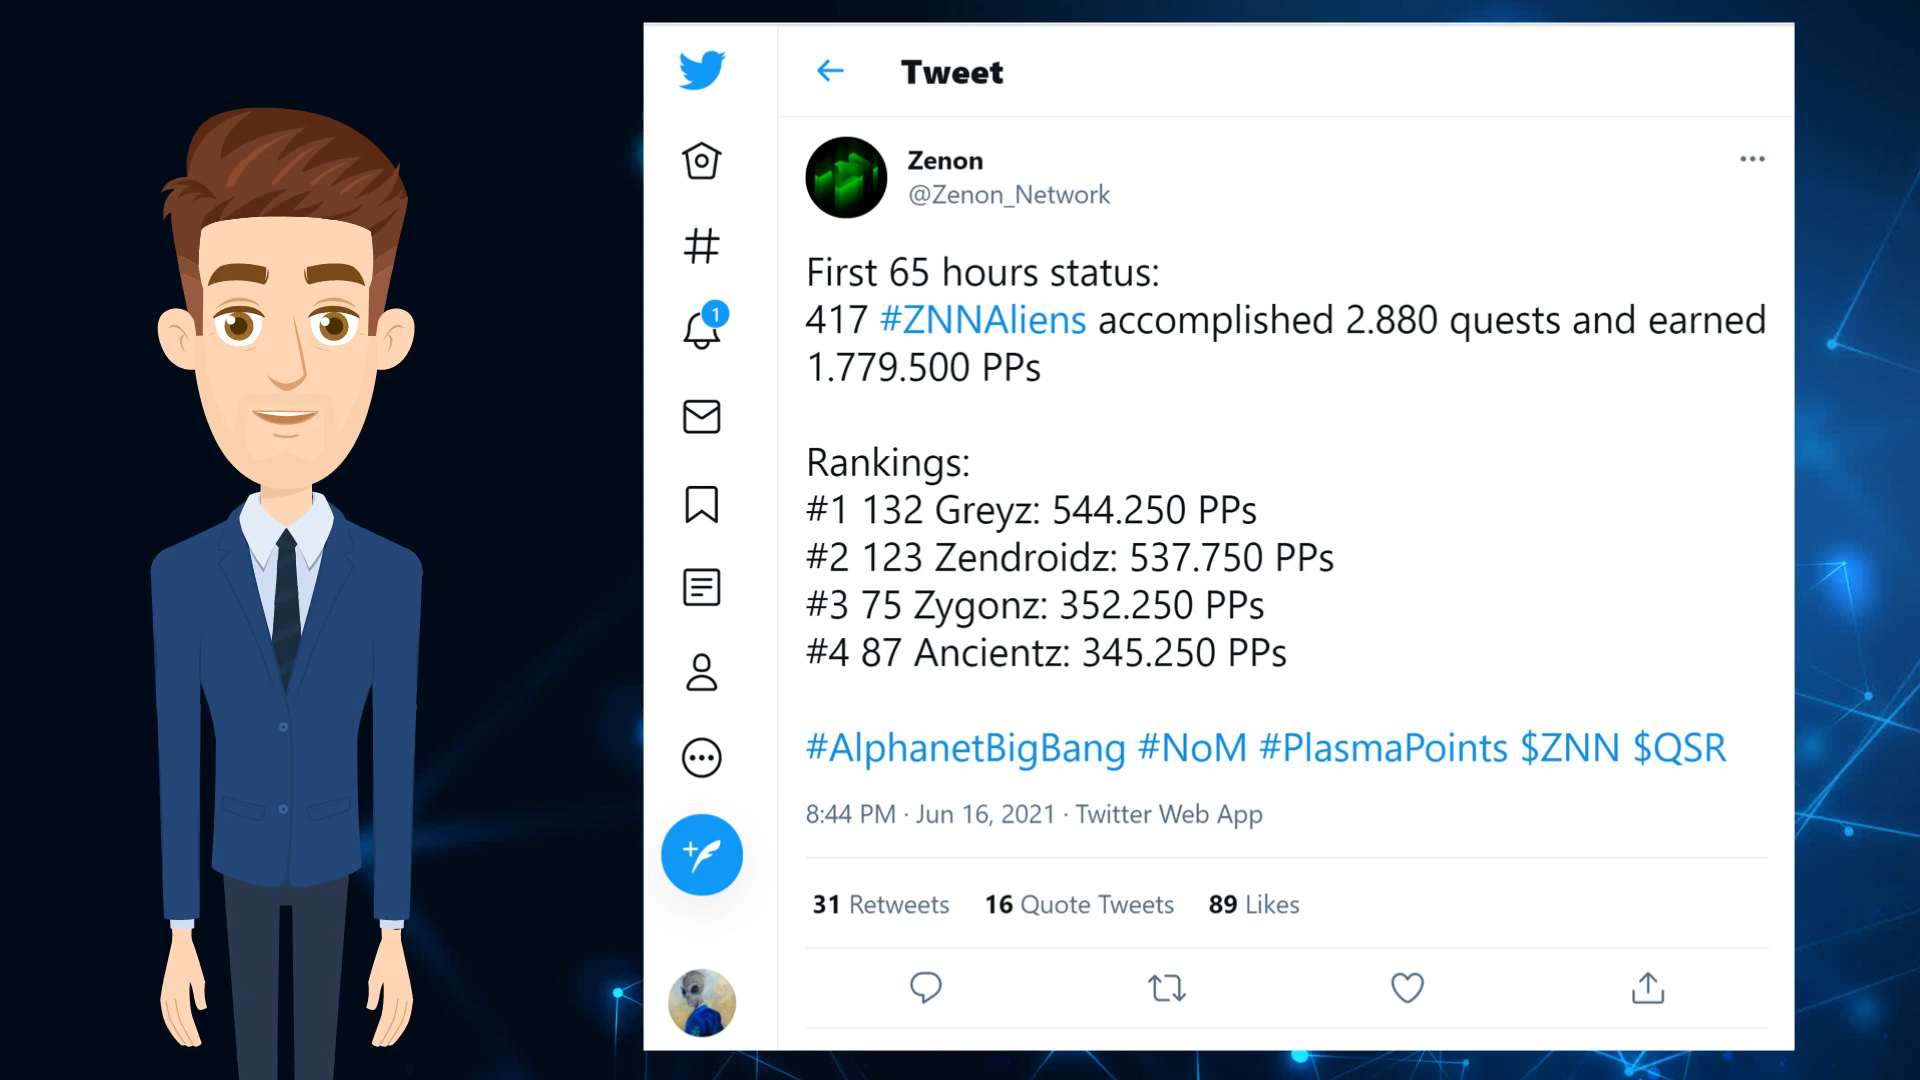 Tweet
Zenon
@Zenon_Network
1
First 65 hours status:
417 #ZNNAliens accomplished 2.880 quests and earned
1.779.500 PPs
Rankings:
#1 132 Greyz: 544.250 PPs
#2 123 Zendroidz: 537.750 PPs
#3 75 Zygonz: 352.250 PPs
#4 87 Ancientz: 345.250 PPs
#AlphanetBigBang #NoM #PlasmaPoints $ZNN $QSR
8:44 PM · Jun 16, 2021 · Twitter Web App
31 Retweets 16 Quote Tweets 89 Likes